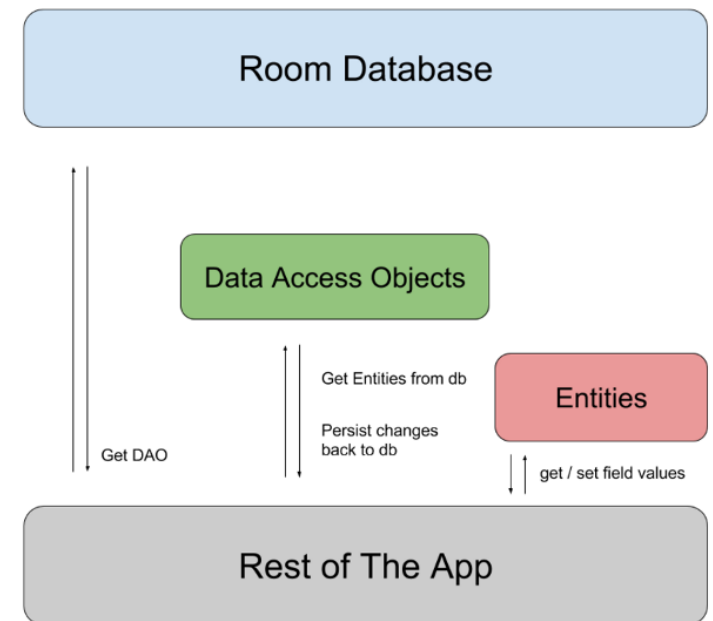 Room Database
Data Access Objects
Get Entities from db
Entities
Persist changes
back to db
Get DAO
get / set field values
Rest of The App